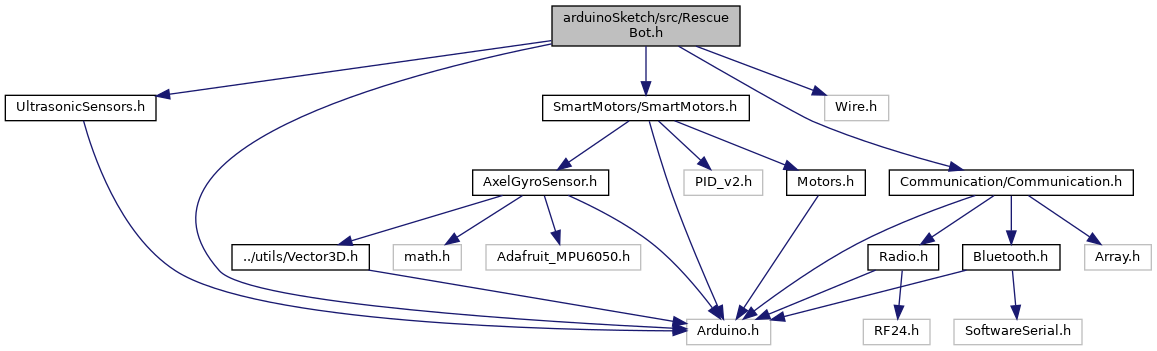 arduinoSketch/src/Rescue
Bot.h
UltrasonicSensors.h
SmartMotors/SmartMotors.h
Wire.h
AxelGyroSensor.h
PID_v2.h
Motors.h
Communication/Communication.h
../utils/Vector3D.h
math.h
Adafruit_MPU6050.h
Radio.h
Bluetooth.h
Array.h
Arduino.h
RF24.h
SoftwareSerial.h